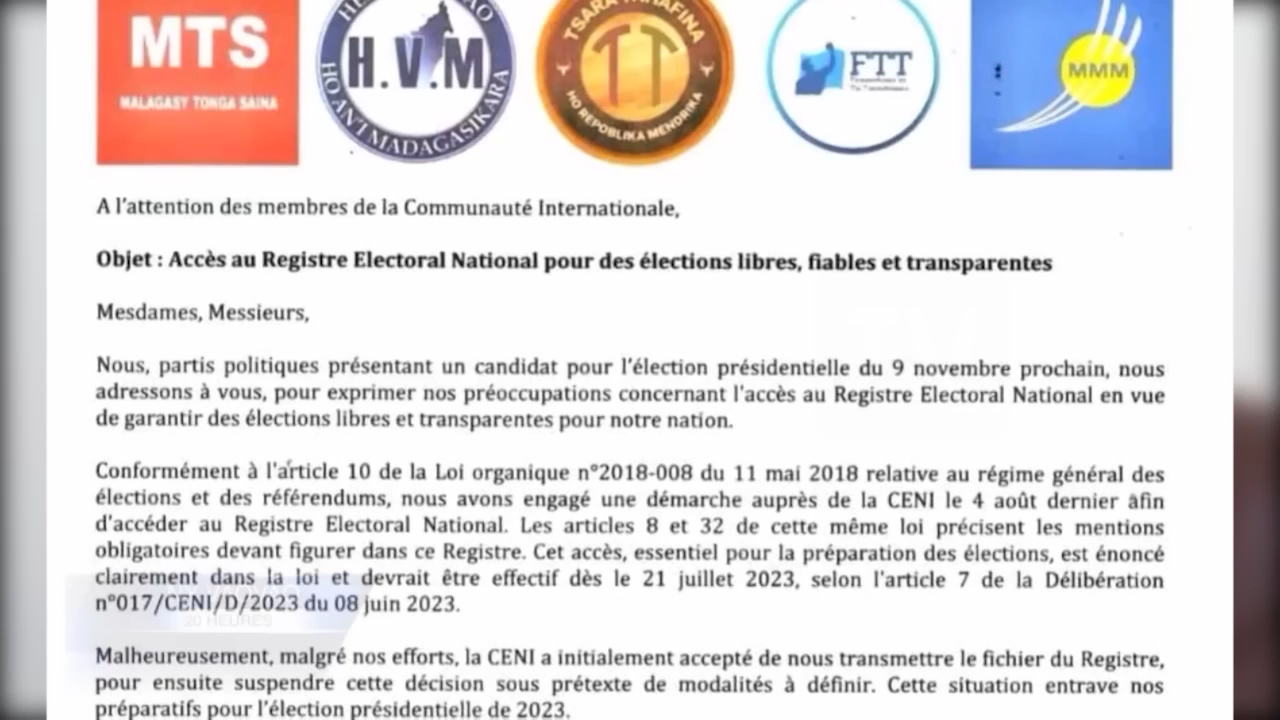 MTS
MALAGASY TONGA SAINA
H.V.M
HO AN'I MADAGASIKARA
TSARA
TT
HO REPOBLIKA MENDRIKA
FTT
MMM
A l'attention des membres de la Communauté Internationale,
Objet : Accès au Registre Electoral National pour des élections libres, fiables et transparentes
Mesdames, Messieurs,
Nous, partis politiques présentant un candidat pour l'élection présidentielle du 9 novembre prochain, nous
adressons à vous, pour exprimer nos préoccupations concernant l'accès au Registre Electoral National en vue
de garantir des élections libres et transparentes pour notre nation.
Conformément à l'article 10 de la Loi organique n°2018-008 du 11 mai 2018 relative au régime général des
élections et des référendums, nous avons engagé une démarche auprès de la CENI le 4 août dernier afin
d'accéder au Registre Electoral National. Les articles 8 et 32 de cette même loi précisent les mentions
obligatoires devant figurer dans ce Registre. Cet accès, essentiel pour la préparation des élections, est énoncé
clairement dans la loi et devrait être effectif dès le 21 juillet 2023, selon l'article 7 de la Délibération
n°017/CENI/D/2023 du 08 juin 2023.
20 HEURES
Malheureusement, malgré nos efforts, la CENI a initialement accepté de nous transmettre le fichier du Registre,
pour ensuite suspendre cette décision sous prétexte de modalités à définir. Cette situation entrave nos
préparatifs pour l'élection présidentielle de 2023.